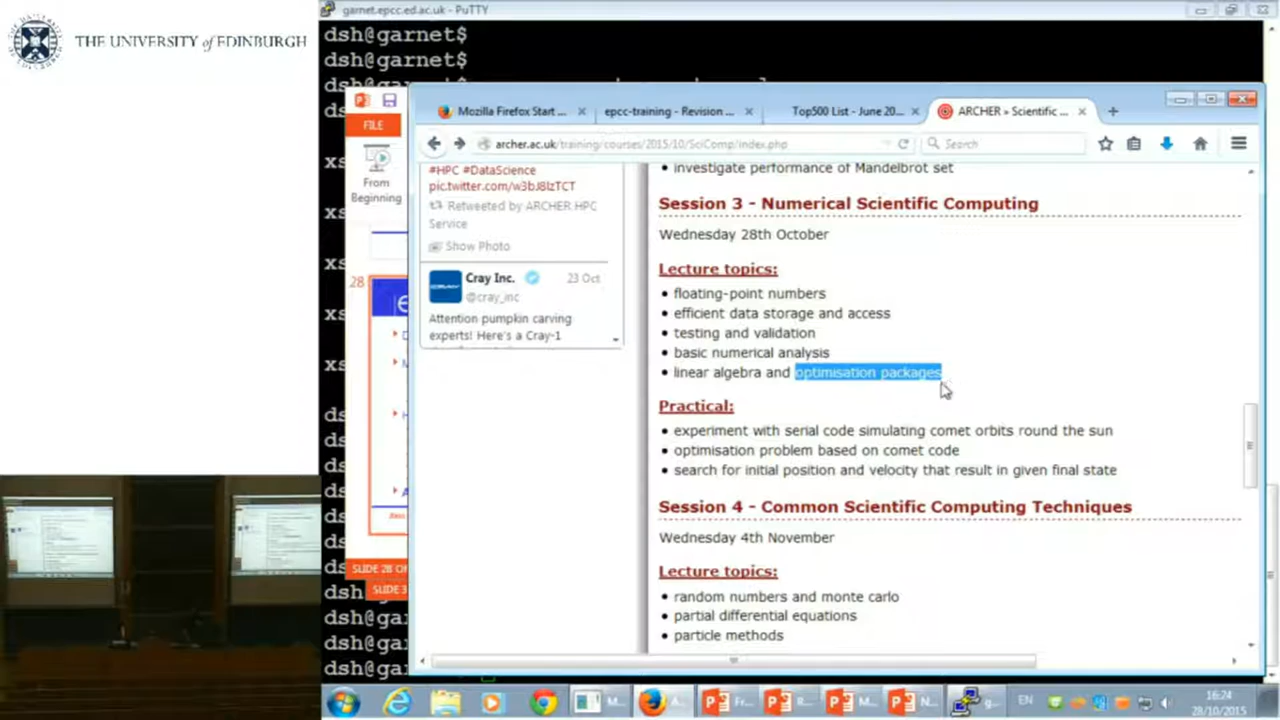 THE UNIVERSITY of EDINBURGH
garnet.epcc.ed.ac.uk - PuTTY
dsh@garnet$
dsh@garnet$
FILE
From
Beginning
28
SLIDE 28 OF
Mozilla Firefox Start ...
epcc-training - Revision ...
Top500 List - June 20...
ARCHER » Scientific ...
archer.ac.uk/training/courses/2015/10/SciComp/index.php
Search
#HPC #DataScience
pic.twitter.com/w3bJ8lzTCT
Retweeted by ARCHER HPC
Service
Show Photo
Cray Inc.
23 Oct
@cray_inc
Attention pumpkin carving
experts! Here's a Cray-1
• investigate performance of Mandelbrot set
Session 3 - Numerical Scientific Computing
Wednesday 28th October
Lecture topics:
• floating-point numbers
• efficient data storage and access
• testing and validation
• basic numerical analysis
• linear algebra and optimisation packages
Practical:
• experiment with serial code simulating comet orbits round the sun
• optimisation problem based on comet code
• search for initial position and velocity that result in given final state
Session 4 - Common Scientific Computing Techniques
Wednesday 4th November
Lecture topics:
• random numbers and monte carlo
• partial differential equations
• particle methods
EN
16:24
28/10/2015